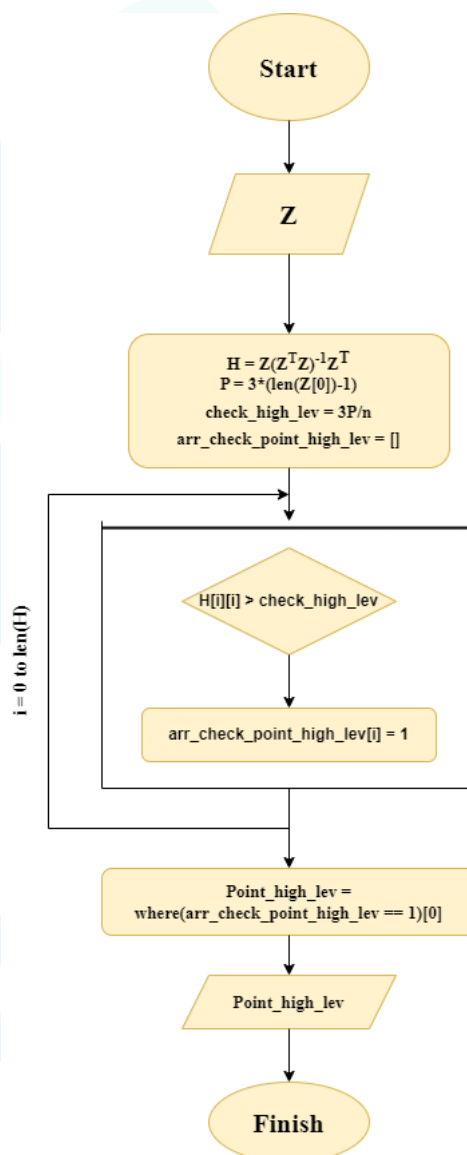 Start
Z
H = Z(Z^T Z)^-1 Z^T
P = 3*(len(Z[0])-1)
check_high_lev = 3P/n
arr_check_point_high_lev = []
i = 0 to len(H)
H[i][i] > check_high_lev
arr_check_point_high_lev[i] = 1
Point_high_lev =
where(arr_check_point_high_lev == 1)[0]
Point_high_lev
Finish